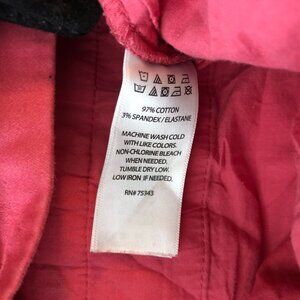 97% COTTON
3% SPANDEX/ELASTANE
MACHINE WASH COLD
WITH LIKE COLORS.
NON-CHLORINE BLEACH
WHEN NEEDED.
TUMBLE DRY LOW.
LOW IRON IF NEEDED.
RN# 75343